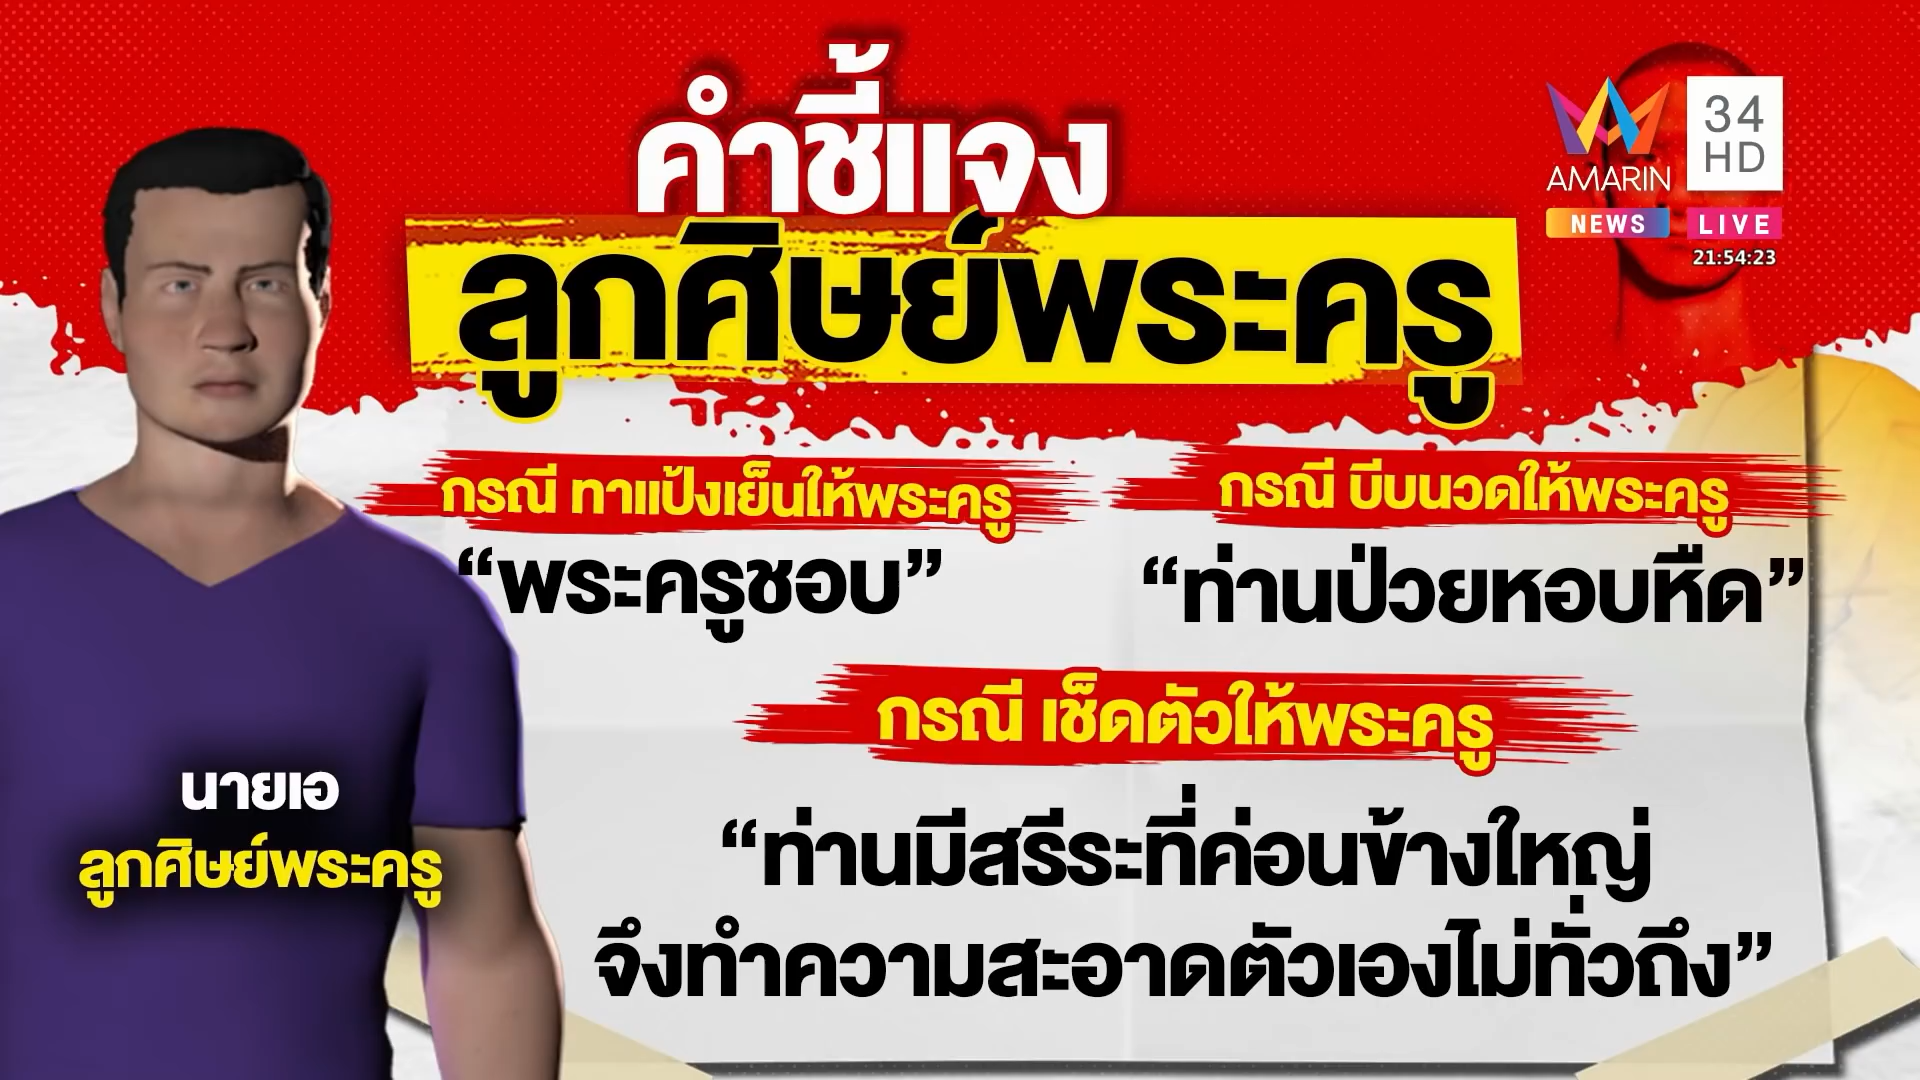 คำชี้แจง
ลูกศิษย์พระครู
AMARIN
34
HD
NEWS
LIVE
21:54:23
กรณี ทาแป้งเย็นให้พระครู
“พระครูชอบ”
กรณี บีบนวดให้พระครู
“ท่านป่วยหอบหืด”
กรณี เช็ดตัวให้พระครู
“ท่านมีสรีระที่ค่อนข้างใหญ่
จึงทำความสะอาดตัวเองไม่ทั่วถึง”
นายเอ
ลูกศิษย์พระครู